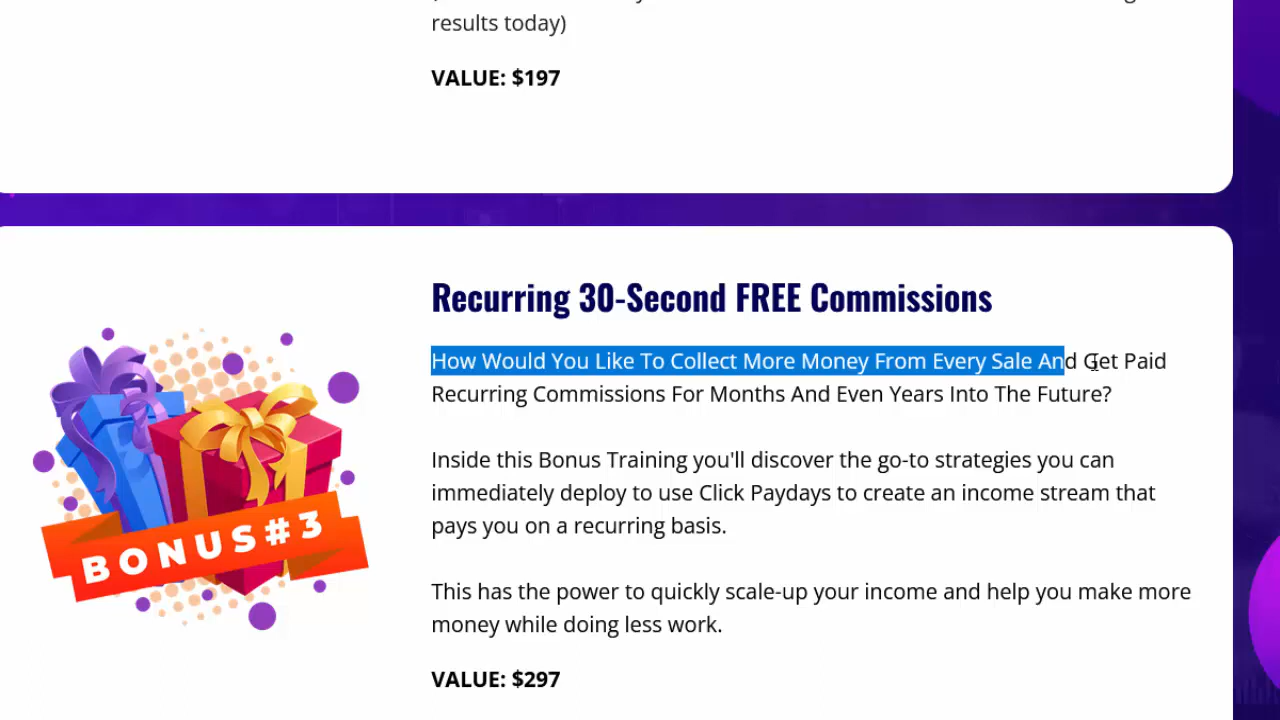 results today)
VALUE: $197
Recurring 30-Second FREE Commissions
How Would You Like To Collect More Money From Every Sale And Get Paid
Recurring Commissions For Months And Even Years Into The Future?
Inside this Bonus Training you'll discover the go-to strategies you can
immediately deploy to use Click Paydays to create an income stream that
pays you on a recurring basis.
This has the power to quickly scale-up your income and help you make more
money while doing less work.
VALUE: $297
BONUS#3